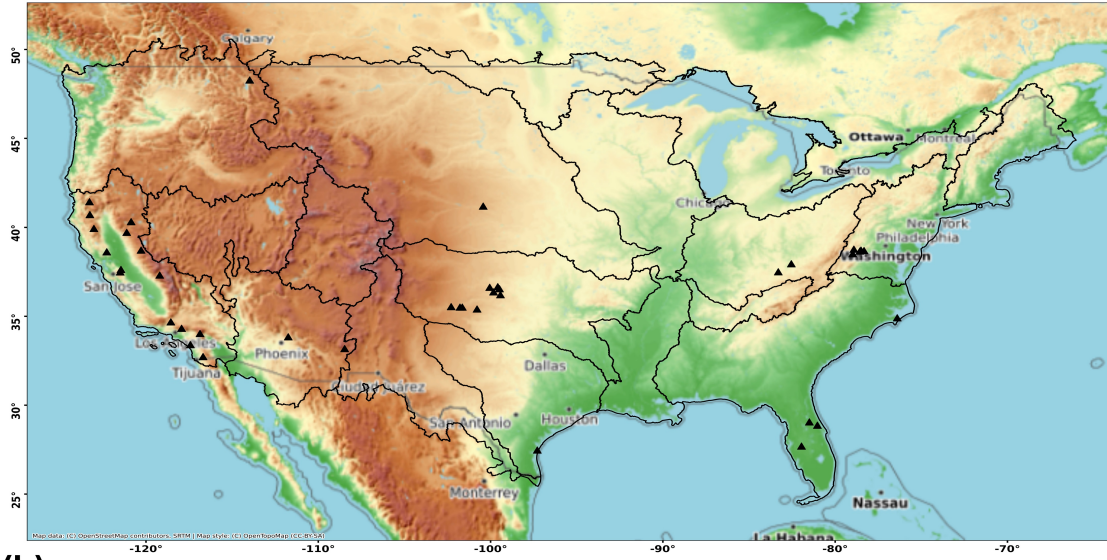 Calgary
50°
45°
Ottawa Montreal
Toronto
Chicago
40°
New York
Philadelphia
Washington
San Jose
35°
Los Angeles
Phoenix
Dallas
Tijuana
Ciudad Juárez
30°
San Antonio Houston
25°
Monterrey
Nassau
La Habana
Map data: (C) OpenStreetMap contributors, SRTM | Map style: (C) OpenTopoMap (CC-BY-SA)
-120° -110° -100° -90° -80° -70°